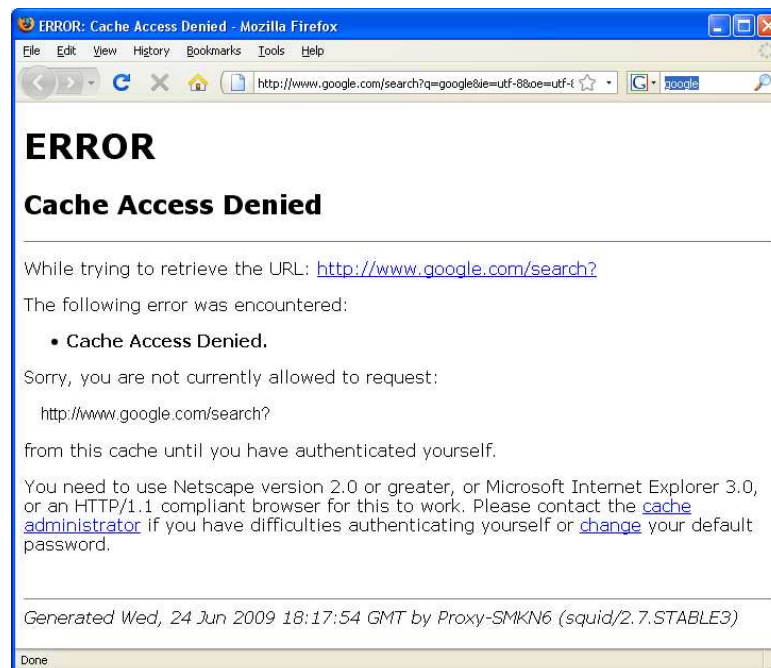 ERROR: Cache Access Denied - Mozilla Firefox
File Edit View History Bookmarks Tools Help
http://www.google.com/search?q=google&ie=utf-8&oe=utf-8 G google
ERROR
Cache Access Denied
While trying to retrieve the URL: http://www.google.com/search?
The following error was encountered:
• Cache Access Denied.
Sorry, you are not currently allowed to request:
http://www.google.com/search?
from this cache until you have authenticated yourself.
You need to use Netscape version 2.0 or greater, or Microsoft Internet Explorer 3.0,
or an HTTP/1.1 compliant browser for this to work. Please contact the cache
administrator if you have difficulties authenticating yourself or change your default
password.
Generated Wed, 24 Jun 2009 18:17:54 GMT by Proxy-SMKN6 (squid/2.7.STABLE3)
Done